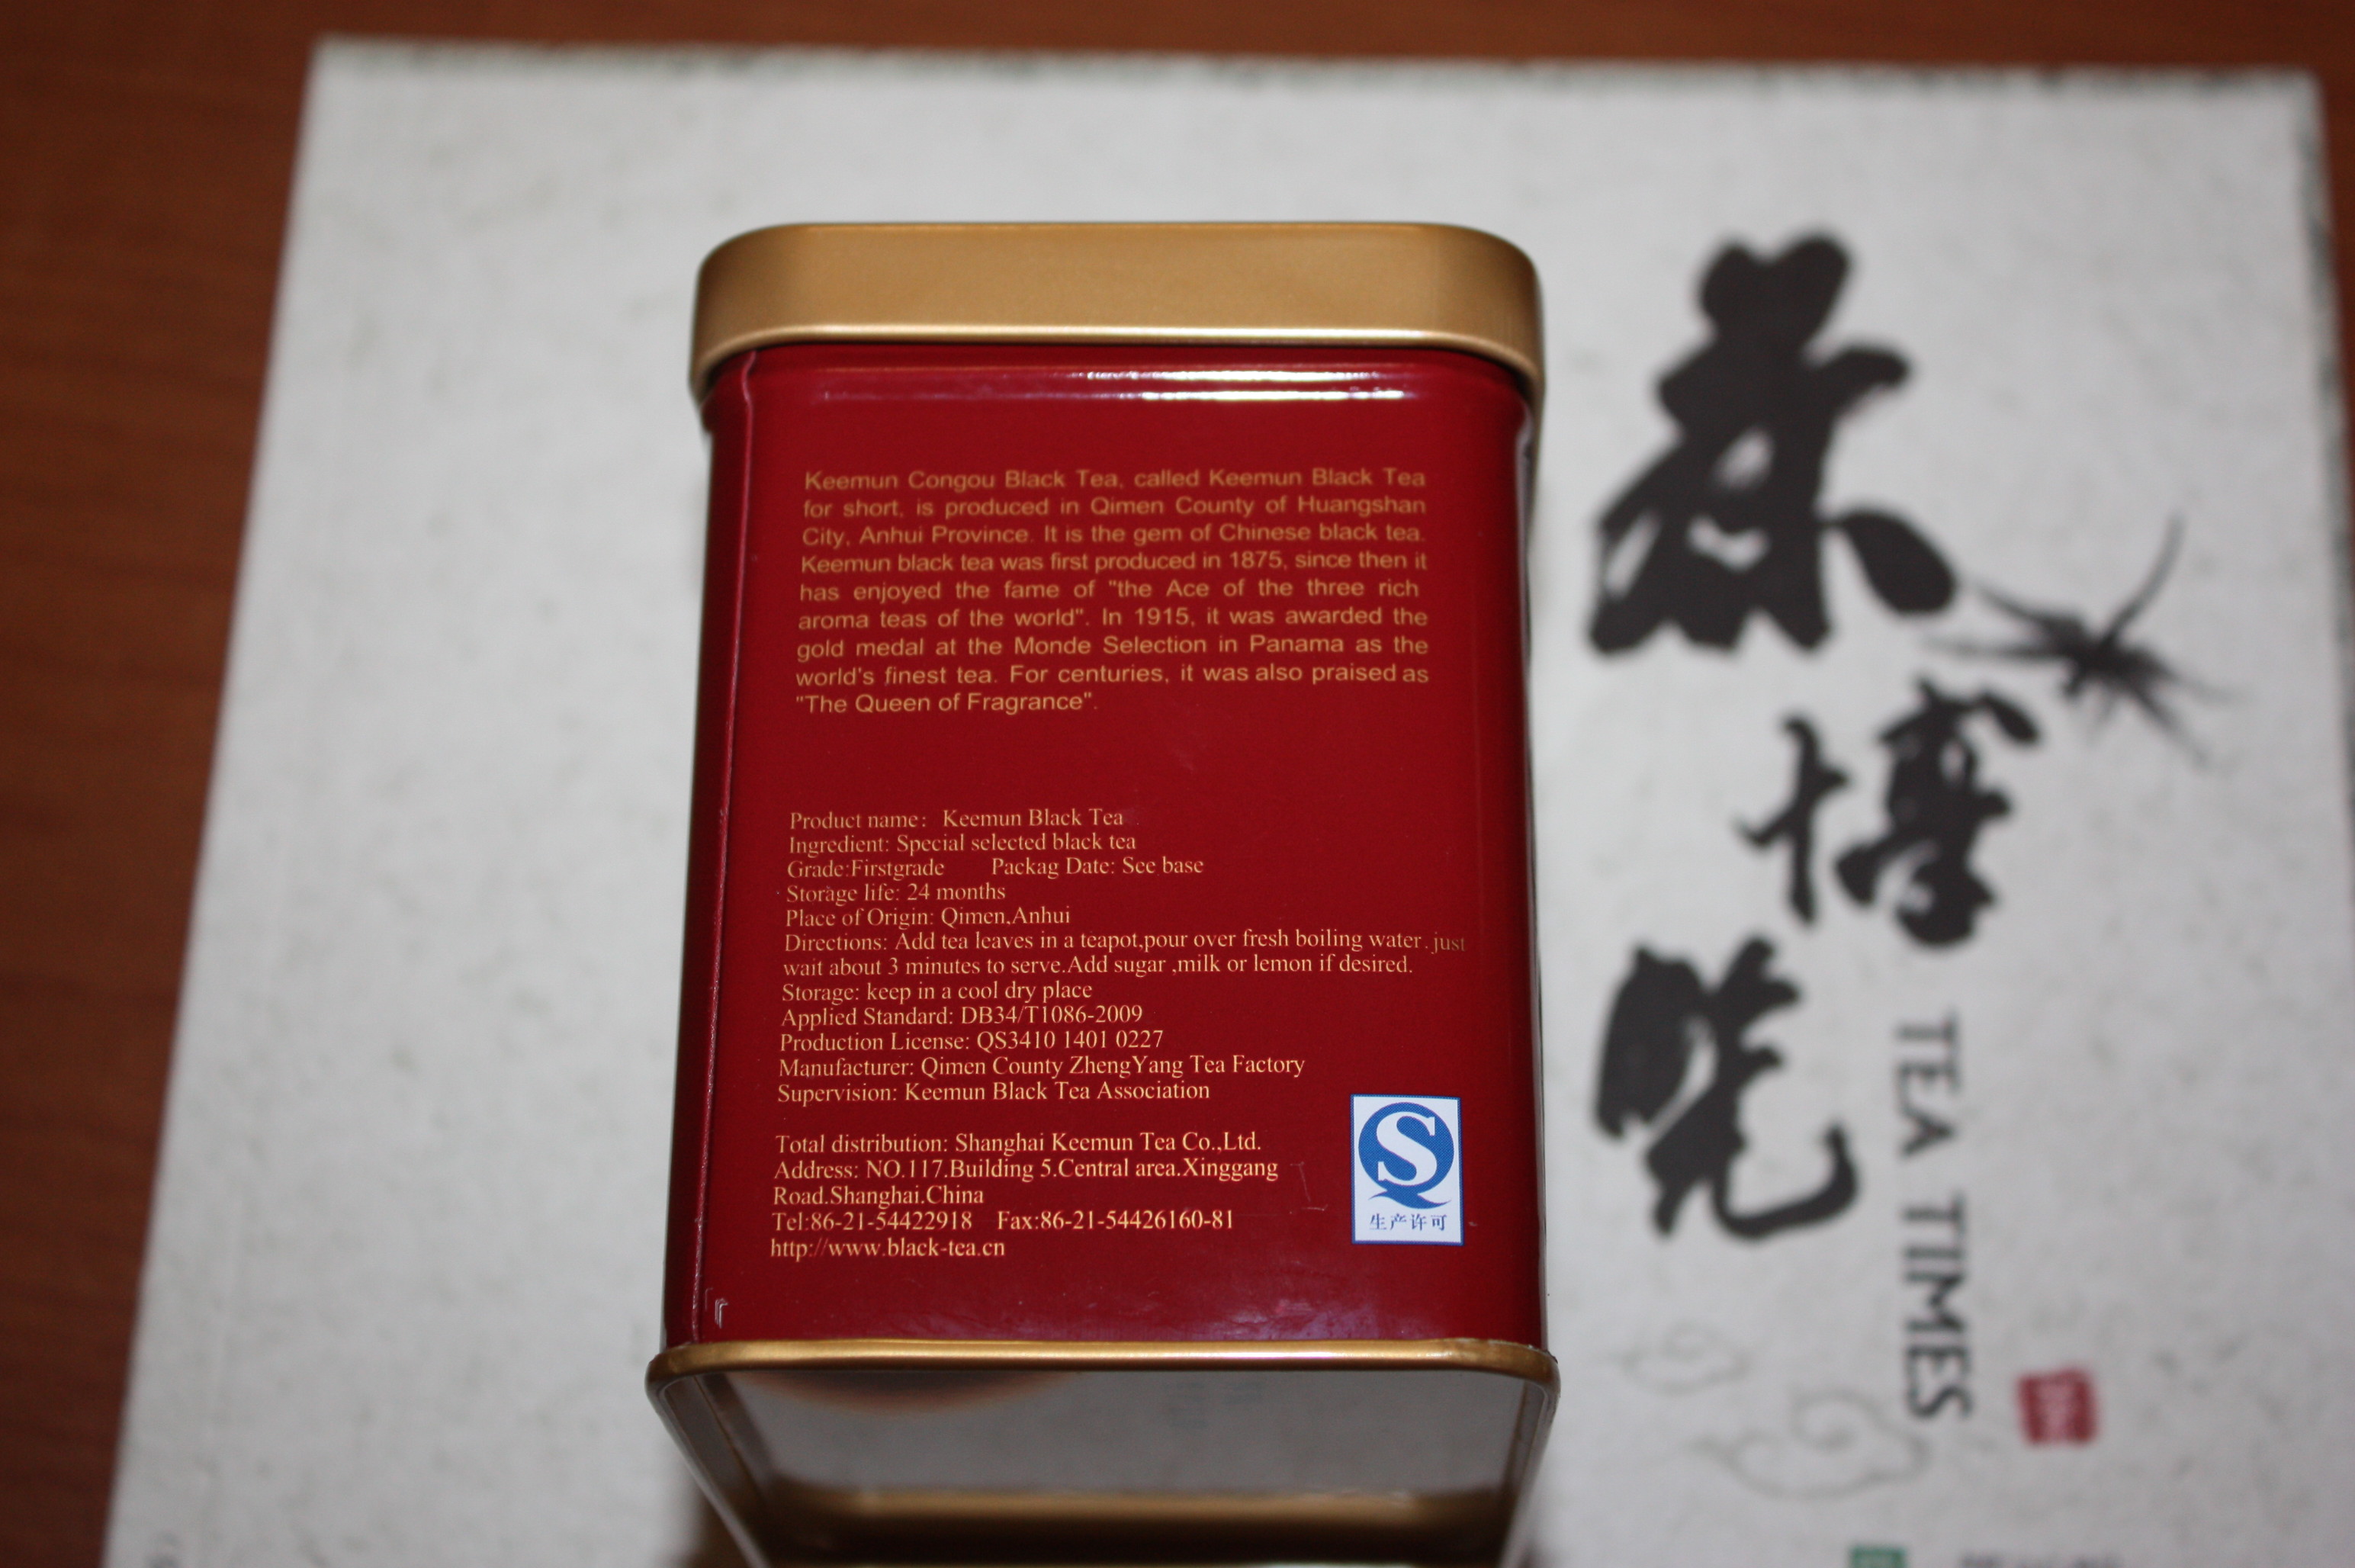 Keemun Congou Black Tea, called Keemun Black Tea
for short, is produced in Qimen County of Huangshan
City, Anhui Province. It is the gem of Chinese black tea.
Keemun black tea was first produced in 1875, since then it
has enjoyed the fame of "the Ace of the three rich
aroma teas of the world". In 1915, it was awarded the
gold medal at the Monde Selection in Panama as the
world's finest tea. For centuries, it was also praised as
"The Queen of Fragrance".
Product name: Keemun Black Tea
Ingredient: Special selected black tea
Grade:Firstgrade Packag Date: See base
Storage life: 24 months
Place of Origin: Qimen,Anhui
Directions: Add tea leaves in a teapot,pour over fresh boiling water.just
wait about 3 minutes to serve.Add sugar ,milk or lemon if desired.
Storage: keep in a cool dry place
Applied Standard: DB34/T1086-2009
Production License: QS3410 1401 0227
Manufacturer: Qimen County ZhengYang Tea Factory
Supervision: Keemun Black Tea Association
Total distribution: Shanghai Keemun Tea Co.,Ltd.
Address: NO.117.Building 5.Central area.Xinggang
Road.Shanghai.China
Tel:86-21-54422918 Fax:86-21-54426160-81
http://www.black-tea.cn
QS
生产许可
茶博览
TEA TIMES